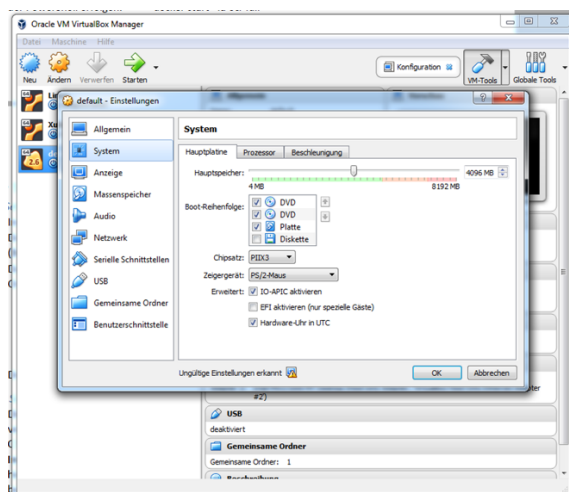 Oracle VM VirtualBox Manager
Datei Maschine Hilfe
Neu Ändern Verwerfen Starten
Konfiguration
VM-Tools Globale Tools
default - Einstellungen
Allgemein
System
Anzeige
Massenspeicher
Audio
Netzwerk
Serielle Schnittstellen
USB
Gemeinsame Ordner
Benutzerschnittstelle
System
Hauptplatine Prozessor Beschleunigung
Hauptspeicher: 4096 MB
4 MB 8192 MB
Boot-Reihenfolge:
DVD
DVD
Platte
Diskette
Chipsatz: PIIX3
Zeigergerät: PS/2-Maus
Erweitert: IO-APIC aktivieren
EFI aktivieren (nur spezielle Gäste)
Hardware-Uhr in UTC
Ungültige Einstellungen erkannt
OK Abbrechen
#2)
USB
deaktiviert
Gemeinsame Ordner
Gemeinsame Ordner: 1